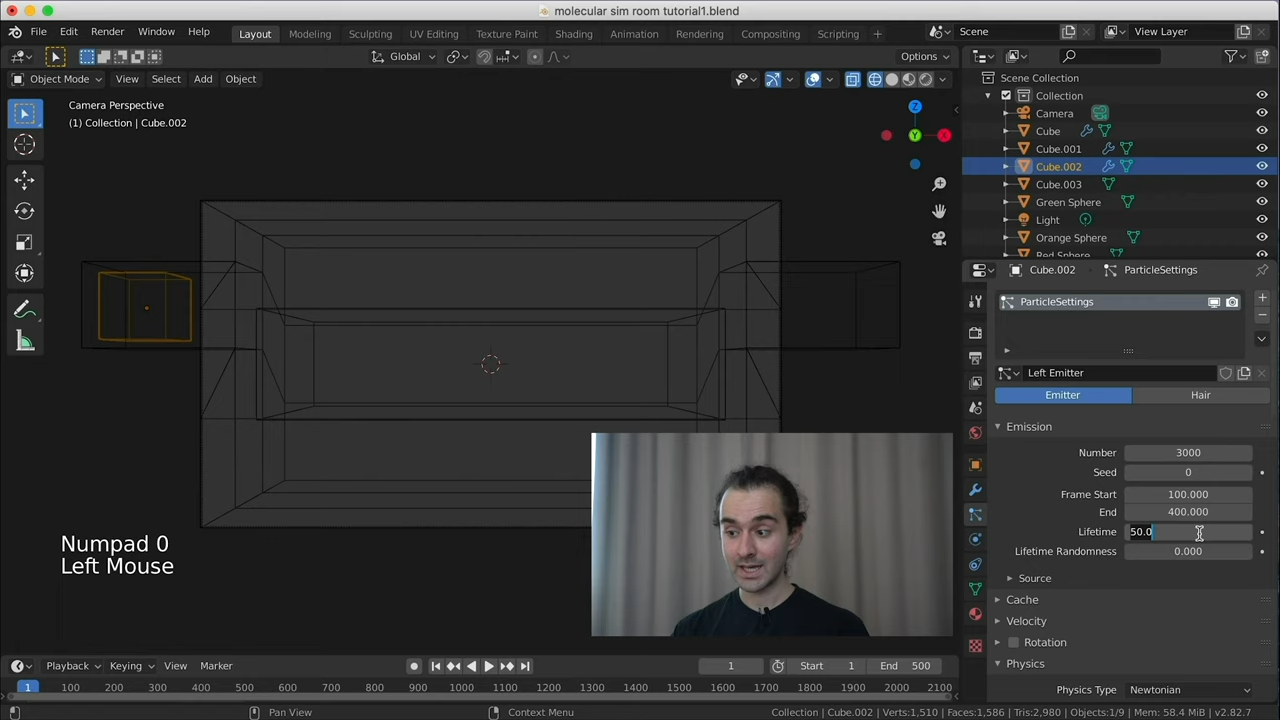 molecular sim room tutorial1.blend
File Edit Render Window Help
Layout Modeling Sculpting UV Editing Texture Paint Shading Animation Rendering Compositing Scripting +
Scene
View Layer
Global
Options
Object Mode View Select Add Object
Camera Perspective
(1) Collection | Cube.002
Z
Y
X
Scene Collection
Collection
Camera
Cube
Cube.001
Cube.002
Cube.003
Green Sphere
Light
Orange Sphere
Red Sphere
Cube.002 ParticleSettings
ParticleSettings
Left Emitter
Emitter Hair
Emission
Number 3000
Seed 0
Frame Start 100.000
End 400.000
Lifetime 50.0
Lifetime Randomness 0.000
Source
Cache
Velocity
Rotation
Physics
Physics Type Newtonian
Numpad 0
Left Mouse
Playback Keying View Marker
1 Start 1 End 500
1 100 200 300 400 500 600 700 800 900 1000 1100 1200 1300 1400 1500 1600 1700 1800 1900 2000 2100
Select Pan View Context Menu
Collection | Cube.002 | Verts:1,510 | Faces:1,586 | Tris:2,980 | Objects:1/9 | Mem: 58.4 MiB | v2.82.7